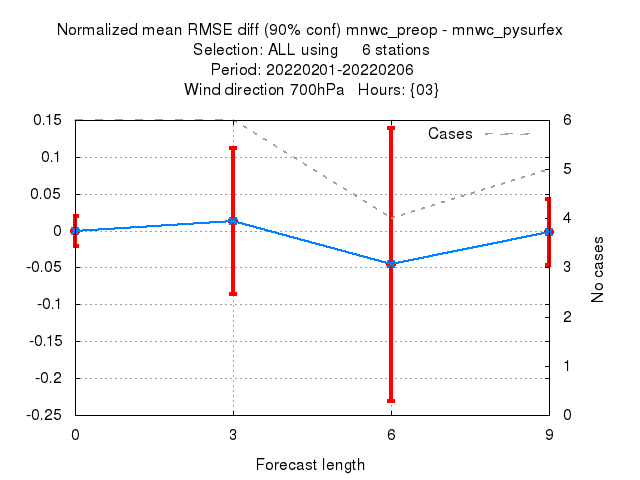 Normalized mean RMSE diff (90% conf) mnwc_preop - mnwc_pysurfex
Selection: ALL using 6 stations
Period: 20220201-20220206
Wind direction 700hPa Hours: {03}
Cases
0.15
0.1
0.05
0
-0.05
-0.1
-0.15
-0.2
-0.25
6
5
4
3
2
1
0
No cases
0 3 6 9
Forecast length